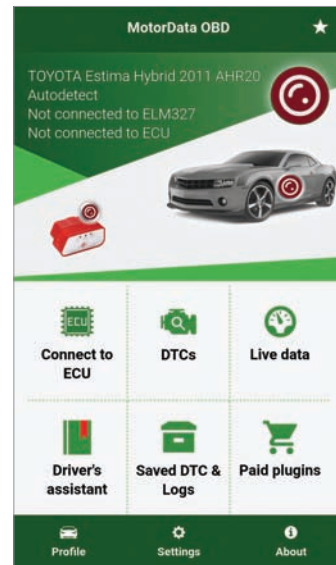 MotorData OBD
TOYOTA Estima Hybrid 2011 AHR20
Autodetect
Not connected to ELM327
Not connected to ECU
ECU
Connect to
ECU
DTCs
Live data
Driver's
assistant
Saved DTC &
Logs
Paid plugins
Profile
Settings
About